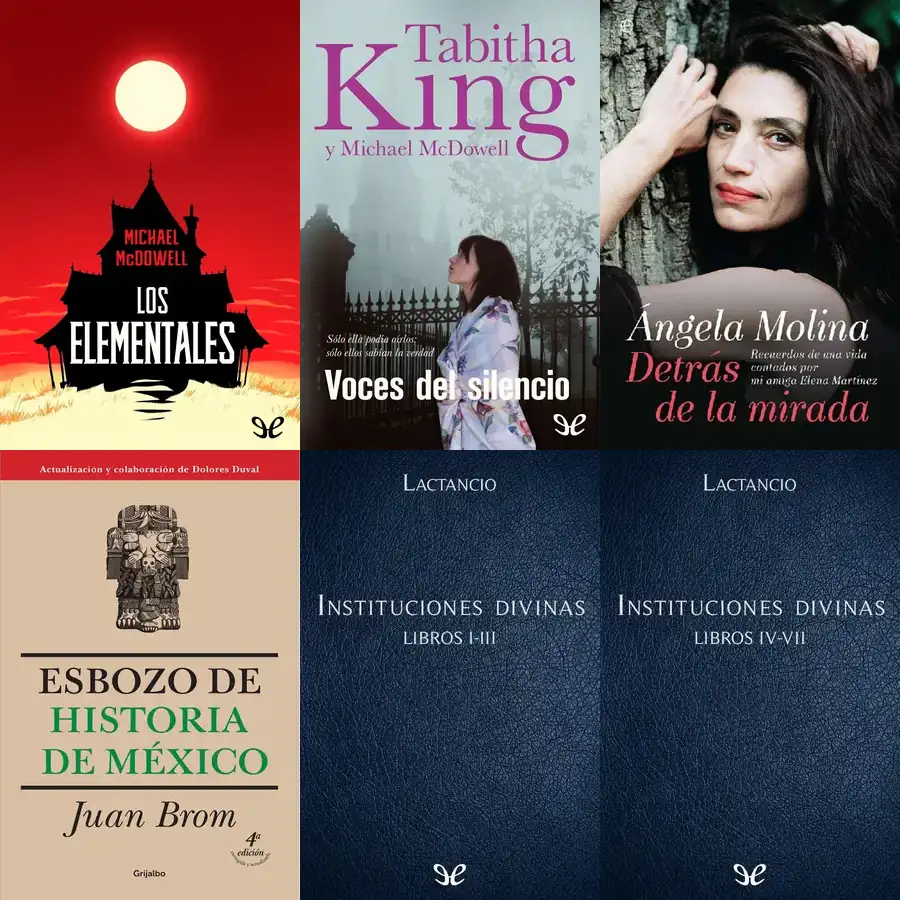 MICHAEL
McDOWELL
LOS
ELEMENTALES
Tabitha
King
y Michael McDowell
Sólo ella podía oírlos;
sólo ellos sabían la verdad
Voces del silencio
Ángela Molina
Detrás
Recuerdos de una vida
contados por
mi amiga Elena Martínez
de la mirada
Actualización y colaboración de Dolores Duval
ESBOZO DE
HISTORIA
DE MÉXICO
Juan Brom
4ª
edición
corregida y actualizada
Grijalbo
LACTANCIO
INSTITUCIONES DIVINAS
LIBROS I-III
LACTANCIO
INSTITUCIONES DIVINAS
LIBROS IV-VII